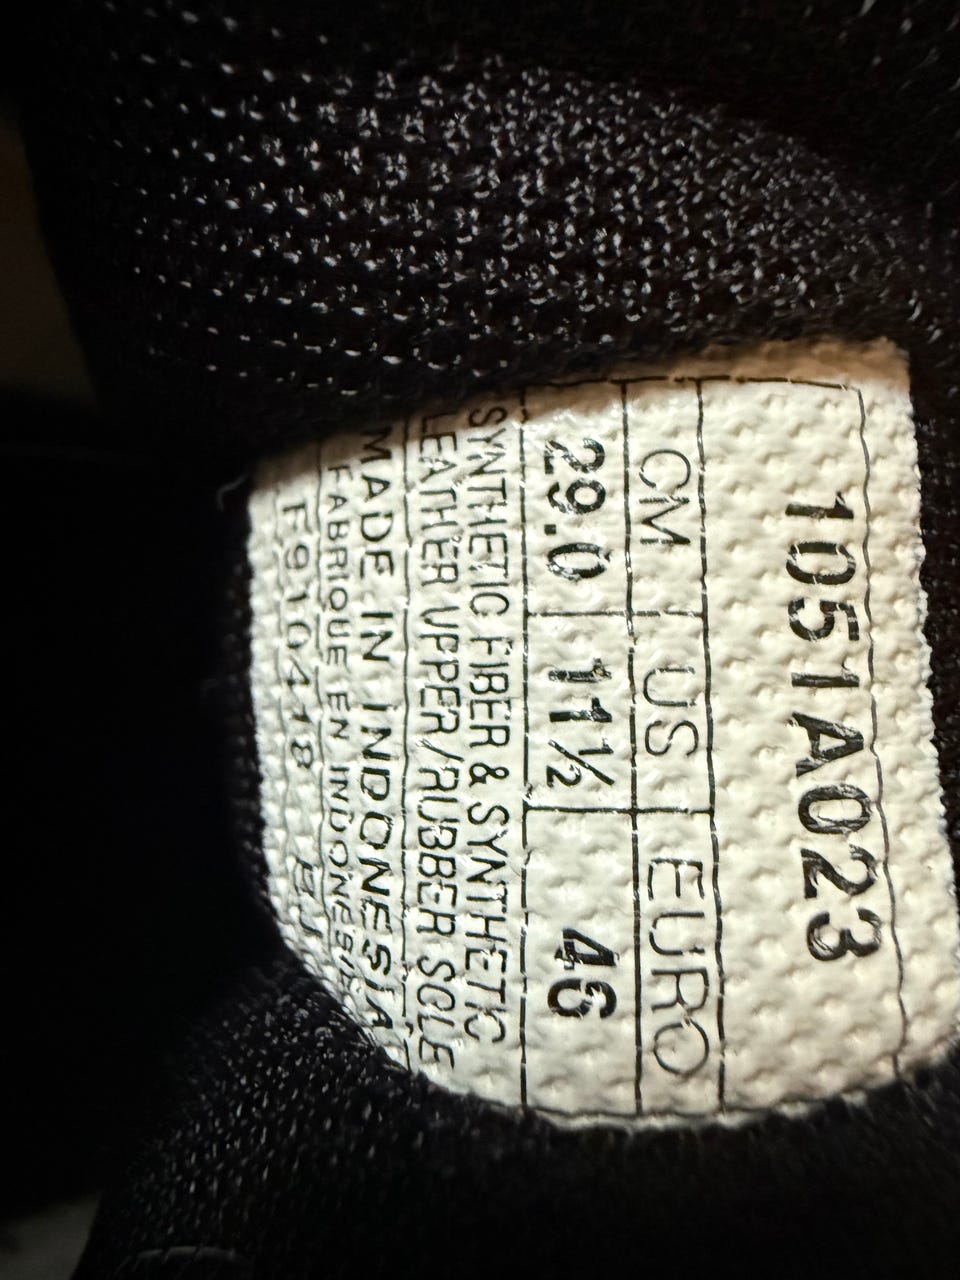 1051A023
CM US EURO
29.0 11½ 46
SYNTHETIC FIBER & SYNTHETIC
LEATHER UPPER/RUBBER SOLE
MADE IN INDONESIA
FABRIQUE EN INDONESIE
F910418 BJ